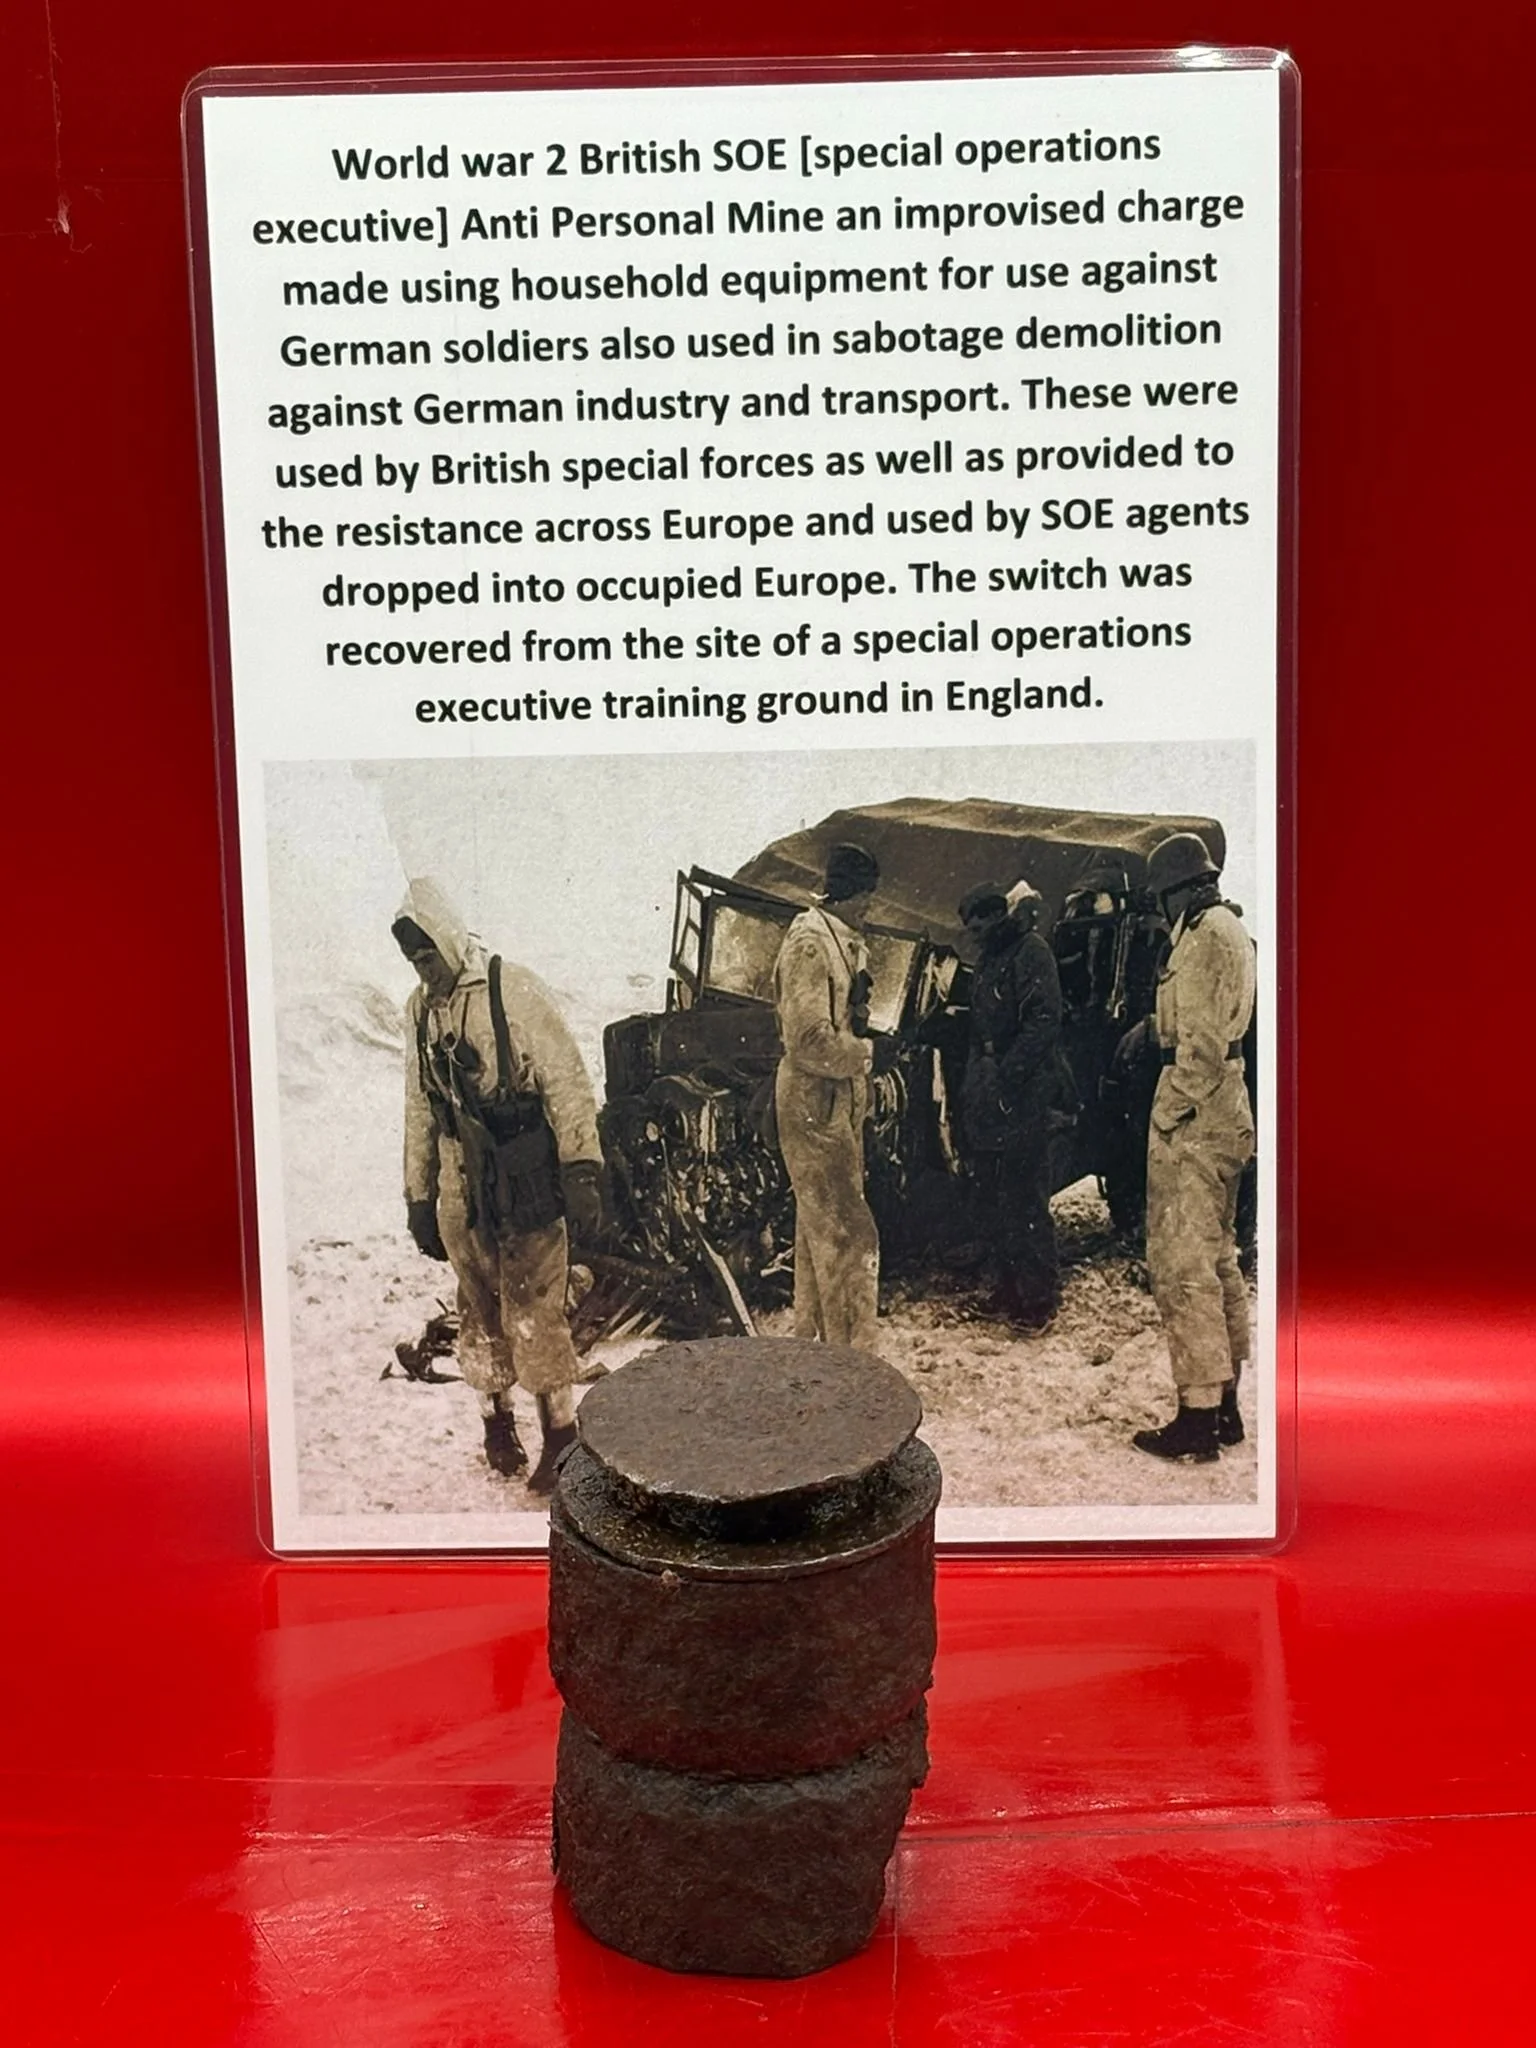 World war 2 British SOE [special operations
executive] Anti Personal Mine an improvised charge
made using household equipment for use against
German soldiers also used in sabotage demolition
against German industry and transport. These were
used by British special forces as well as provided to
the resistance across Europe and used by SOE agents
dropped into occupied Europe. The switch was
recovered from the site of a special operations
executive training ground in England.